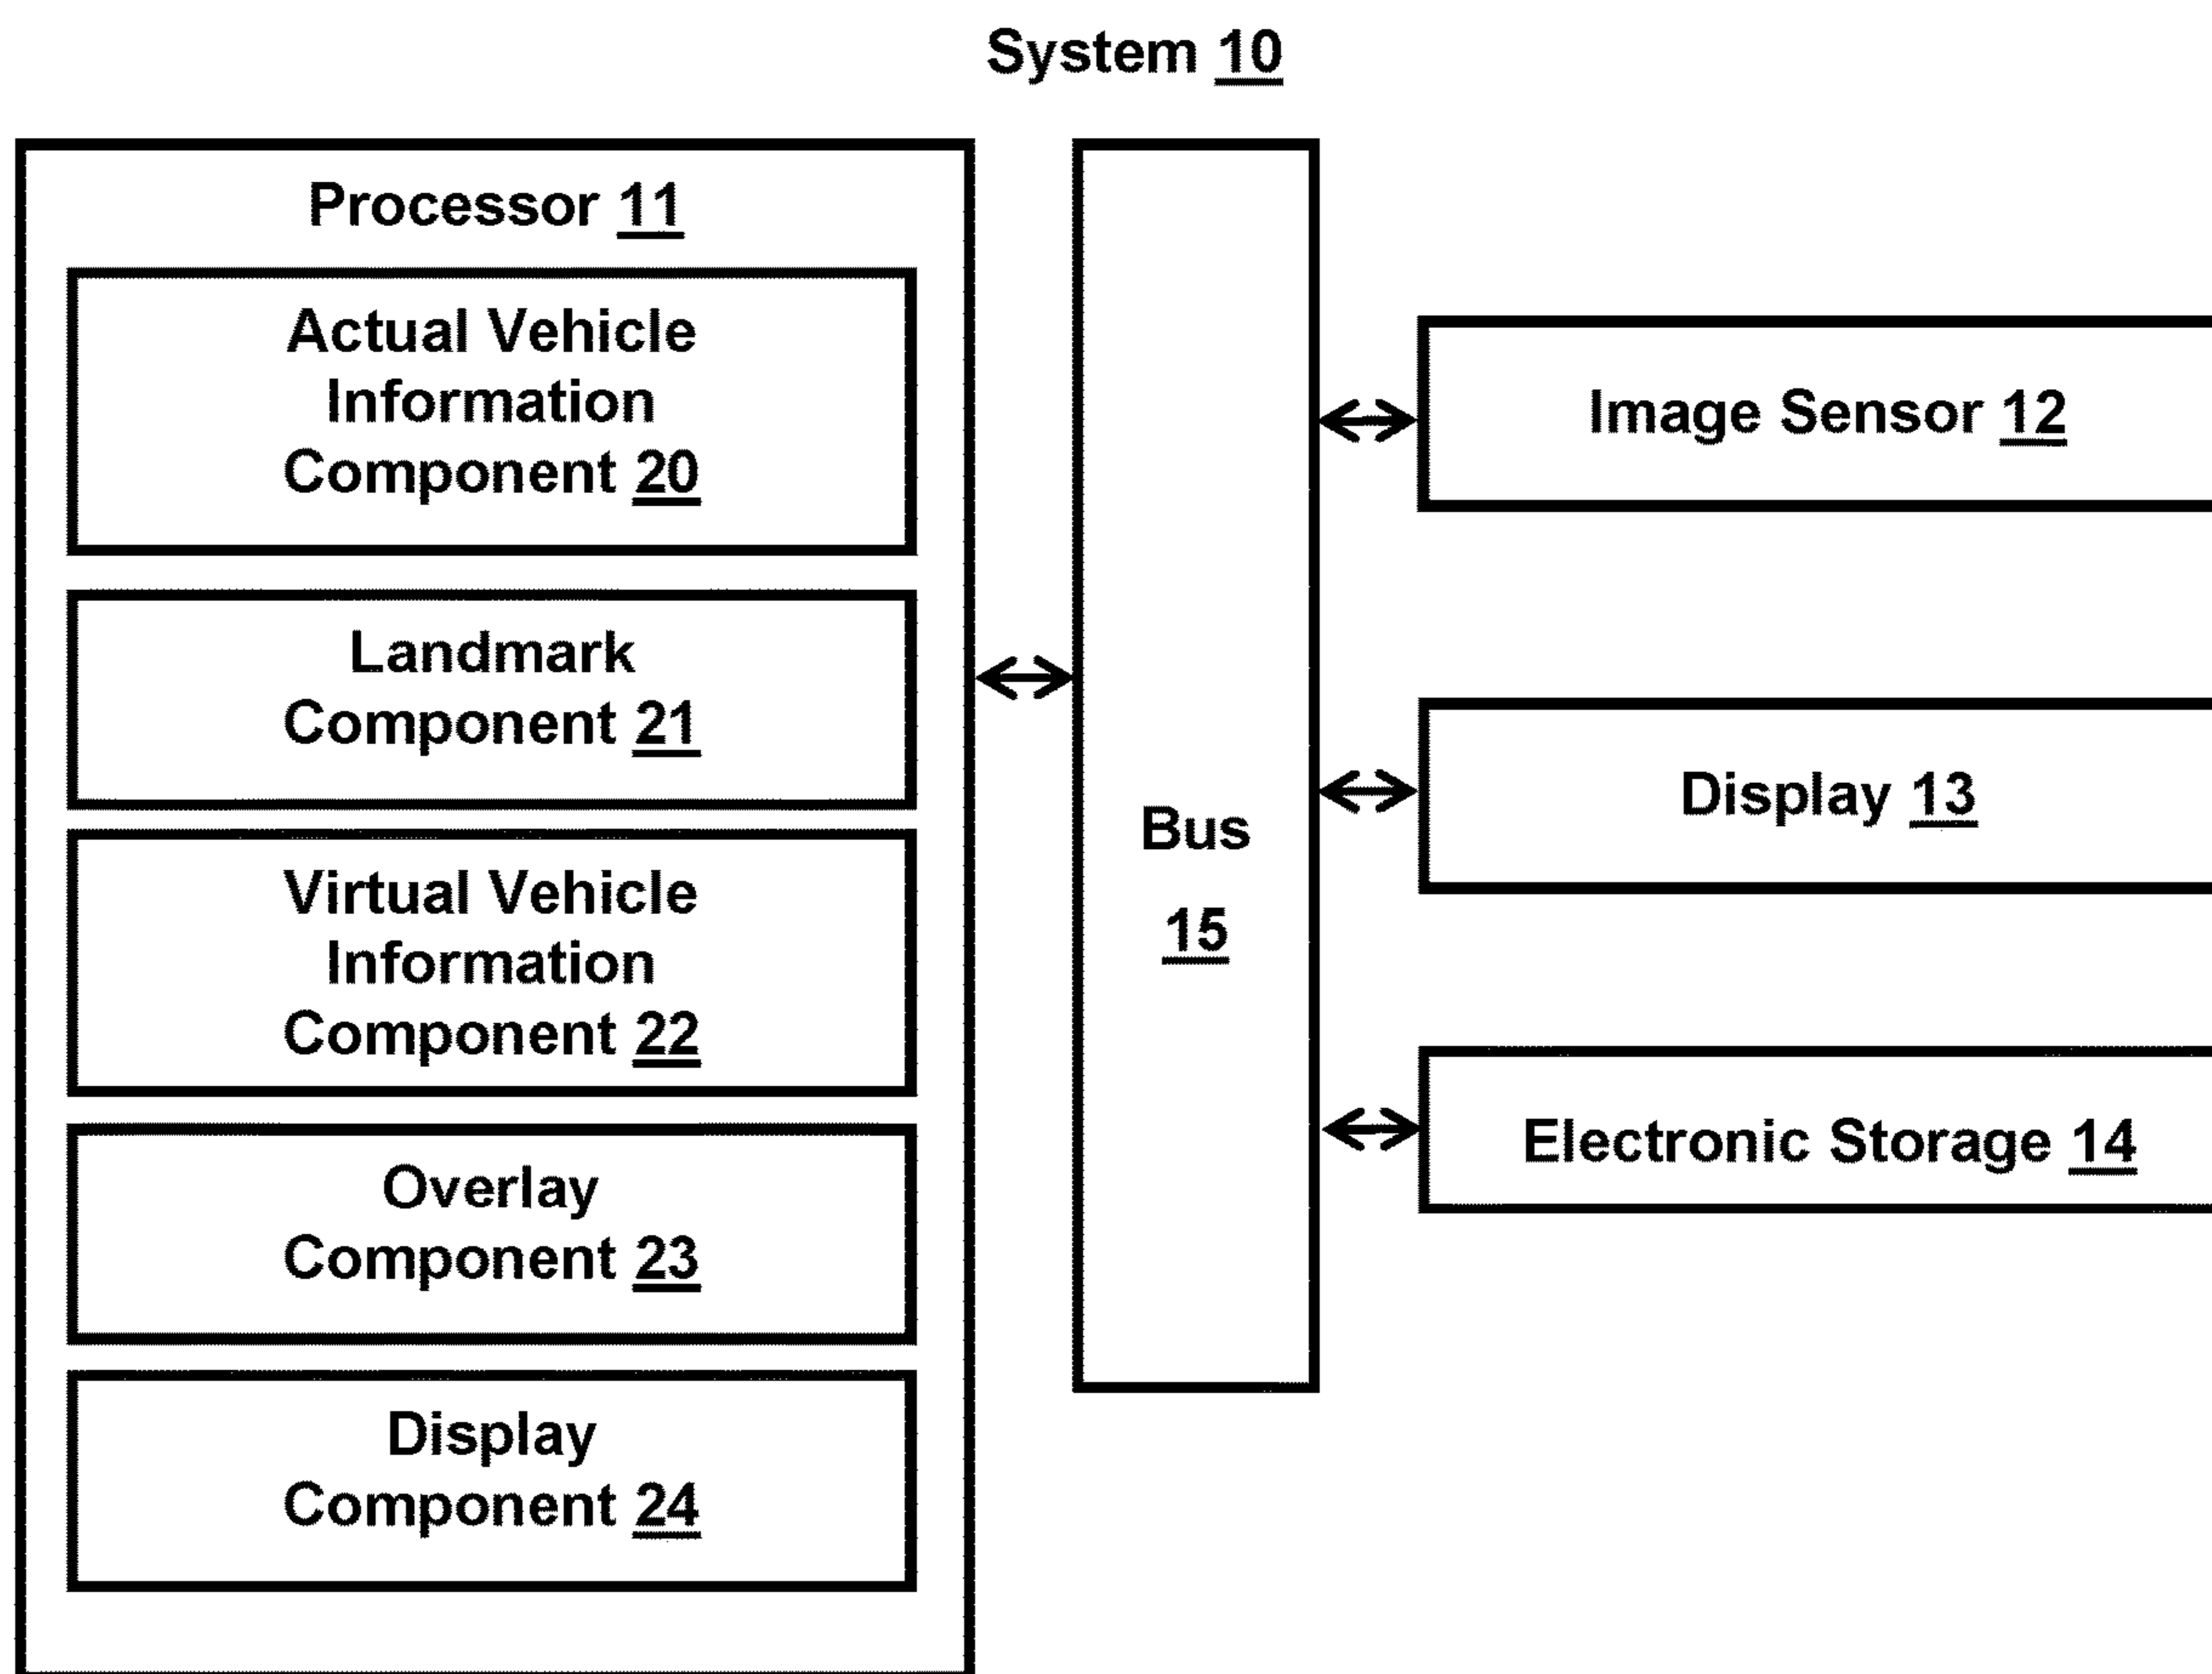 System 10
Processor 11
Actual Vehicle
Information
Component 20
Landmark
Component 21
Virtual Vehicle
Information
Component 22
Overlay
Component 23
Display
Component 24
Bus
15
Image Sensor 12
Display 13
Electronic Storage 14